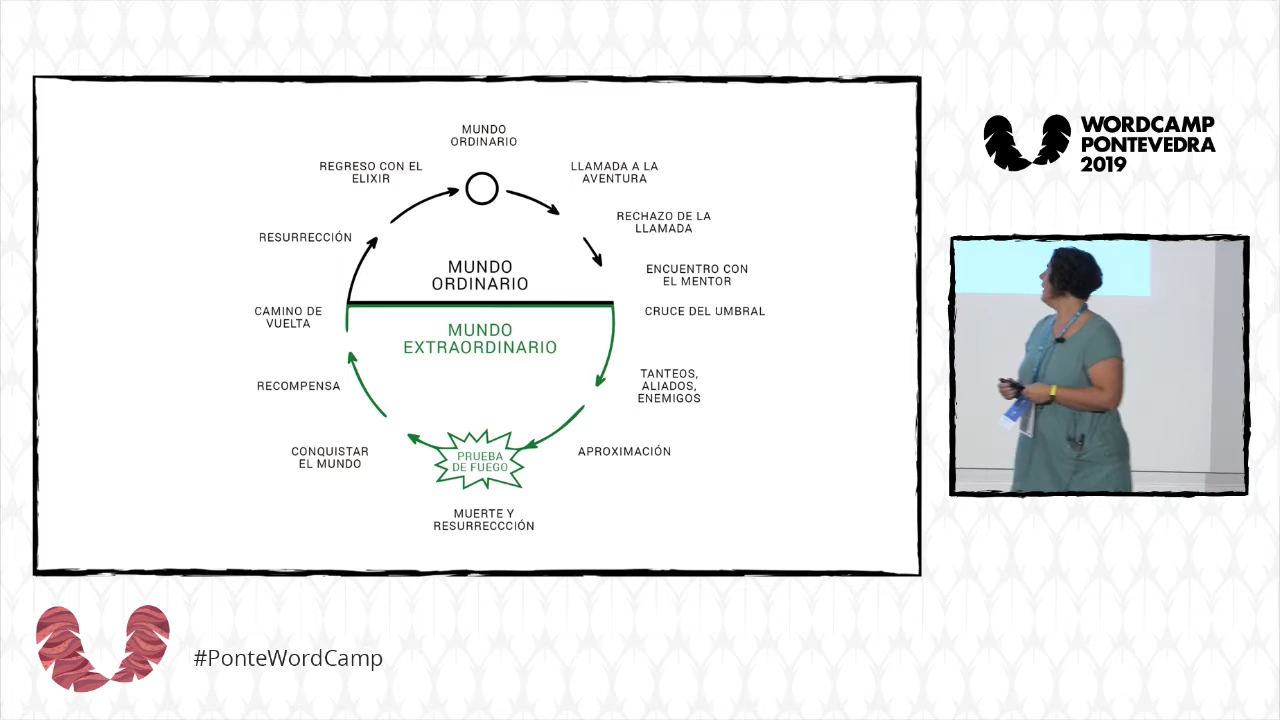 MUNDO
ORDINARIO
REGRESO CON EL
ELIXIR
LLAMADA A LA
AVENTURA
RECHAZO DE LA
LLAMADA
RESURRECCIÓN
MUNDO
ORDINARIO
ENCUENTRO CON
EL MENTOR
CAMINO DE
VUELTA
CRUCE DEL UMBRAL
MUNDO
EXTRAORDINARIO
RECOMPENSA
TANTEOS,
ALIADOS,
ENEMIGOS
CONQUISTAR
EL MUNDO
PRUEBA
DE FUEGO
APROXIMACIÓN
MUERTE Y
RESURRECCCIÓN
WORDCAMP
PONTEVEDRA
2019
#PonteWordCamp